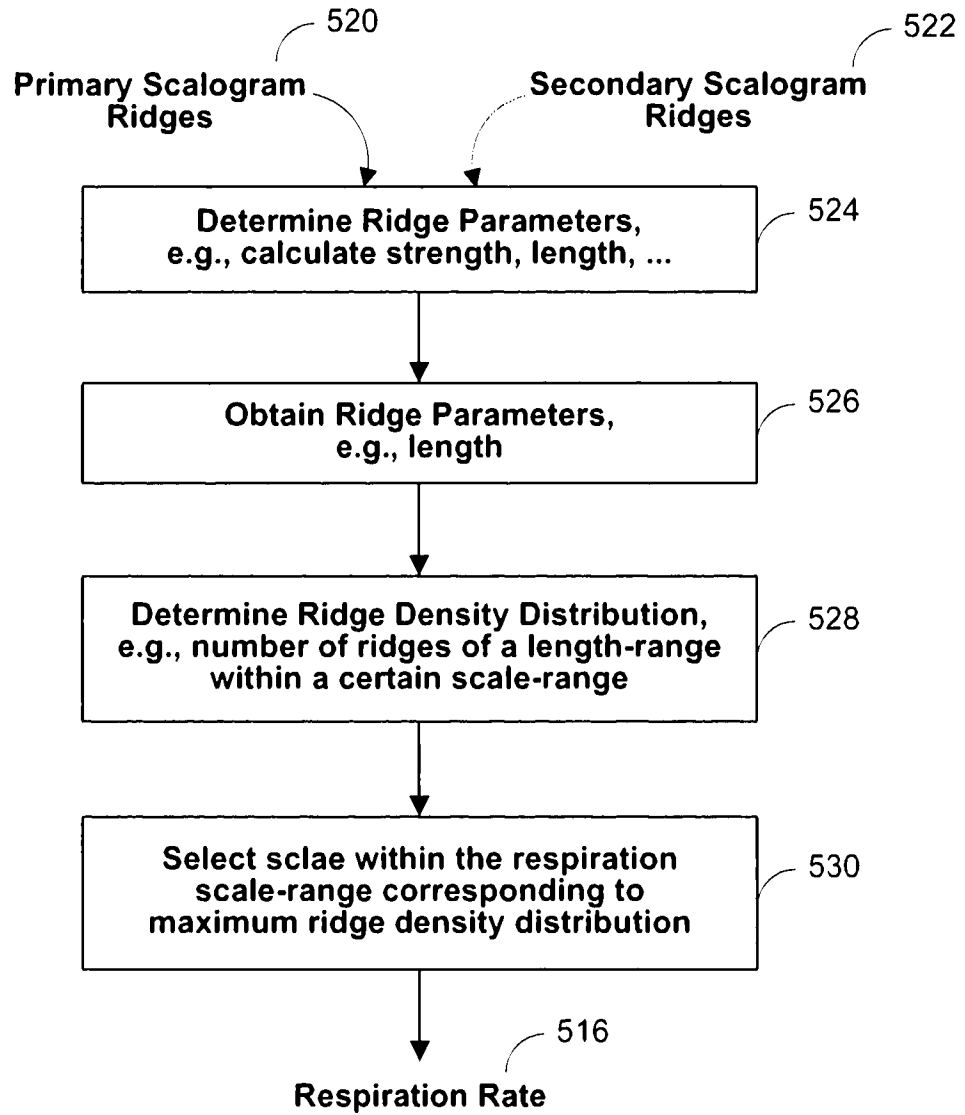 520
522
Primary Scalogram
Ridges
Secondary Scalogram
Ridges
Determine Ridge Parameters,
e.g., calculate strength, length, ...
524
Obtain Ridge Parameters,
e.g., length
526
Determine Ridge Density Distribution,
e.g., number of ridges of a length-range
within a certain scale-range
528
Select sclae within the respiration
scale-range corresponding to
maximum ridge density distribution
530
516
Respiration Rate